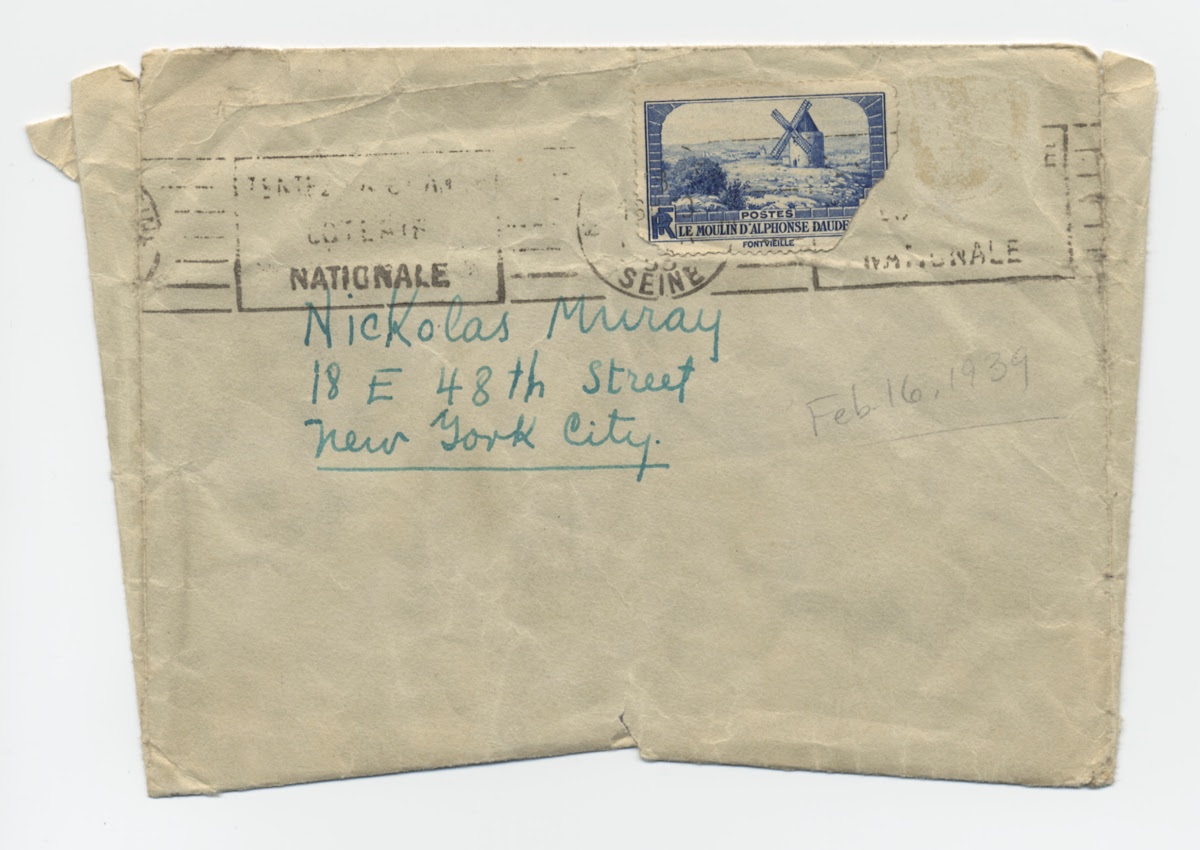 NATIONALE
SEINE
POSTES
LE MOULIN D'ALPHONSE DAUDE
FONTVIEILLE
NATIONALE
Nickolas Muray
18 E 48th Street
New York City.
Feb. 16, 1939